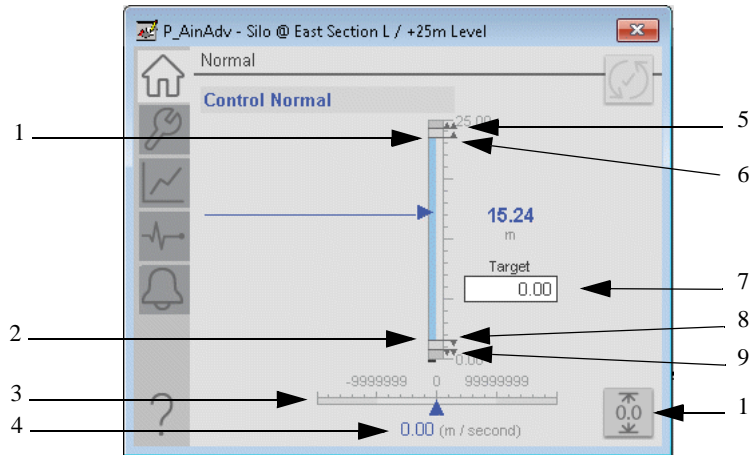 P_AinAdv - Silo @ East Section L / +25m Level
Normal
Control Normal
1
25.00
5
6
15.24
m
Target
0.00
7
2
8
9
0.00
-9999999 0 99999999
3
4
0.00 (m / second)
?
0.0
1